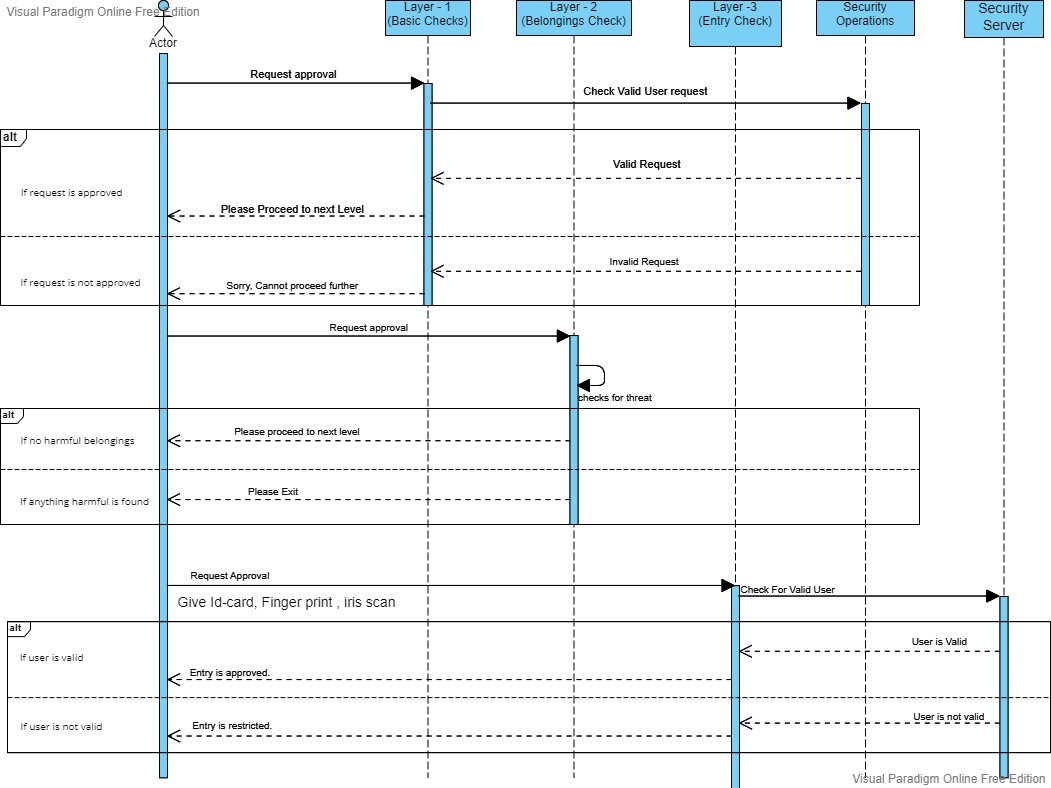 Visual Paradigm Online Free Edition
Actor
Layer - 1
(Basic Checks)
Layer - 2
(Belongings Check)
Layer -3
(Entry Check)
Security
Operations
Security
Server
Request approval
Check Valid User request
alt
Valid Request
If request is approved
Please Proceed to next Level
Invalid Request
If request is not approved
Sorry, Cannot proceed further
Request approval
checks for threat
alt
Please proceed to next level
If no harmful belongings
Please Exit
If anything harmful is found
Request Approval
Check For Valid User
Give Id-card, Finger print , iris scan
alt
User is Valid
If user is valid
Entry is approved.
User is not valid
If user is not valid
Entry is restricted.
Visual Paradigm Online Free Edition